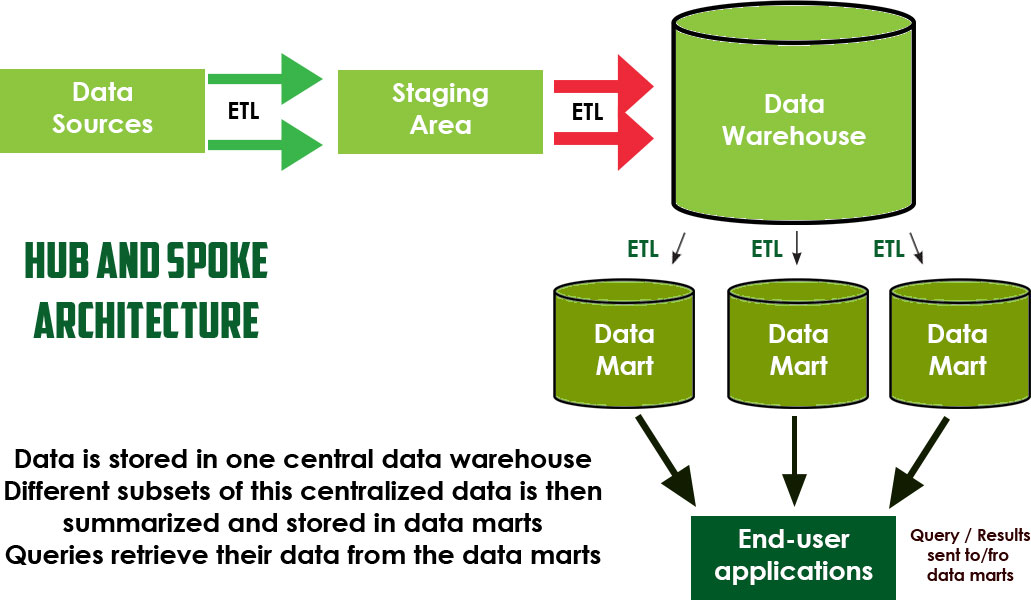 Data
Sources
ETL
Staging
Area
ETL
Data
Warehouse
HUB AND SPOKE
ARCHITECTURE
ETL
ETL
ETL
Data
Mart
Data
Mart
Data
Mart
Data is stored in one central data warehouse
Different subsets of this centralized data is then
summarized and stored in data marts
Queries retrieve their data from the data marts
End-user
applications
Query / Results
sent to/fro
data marts